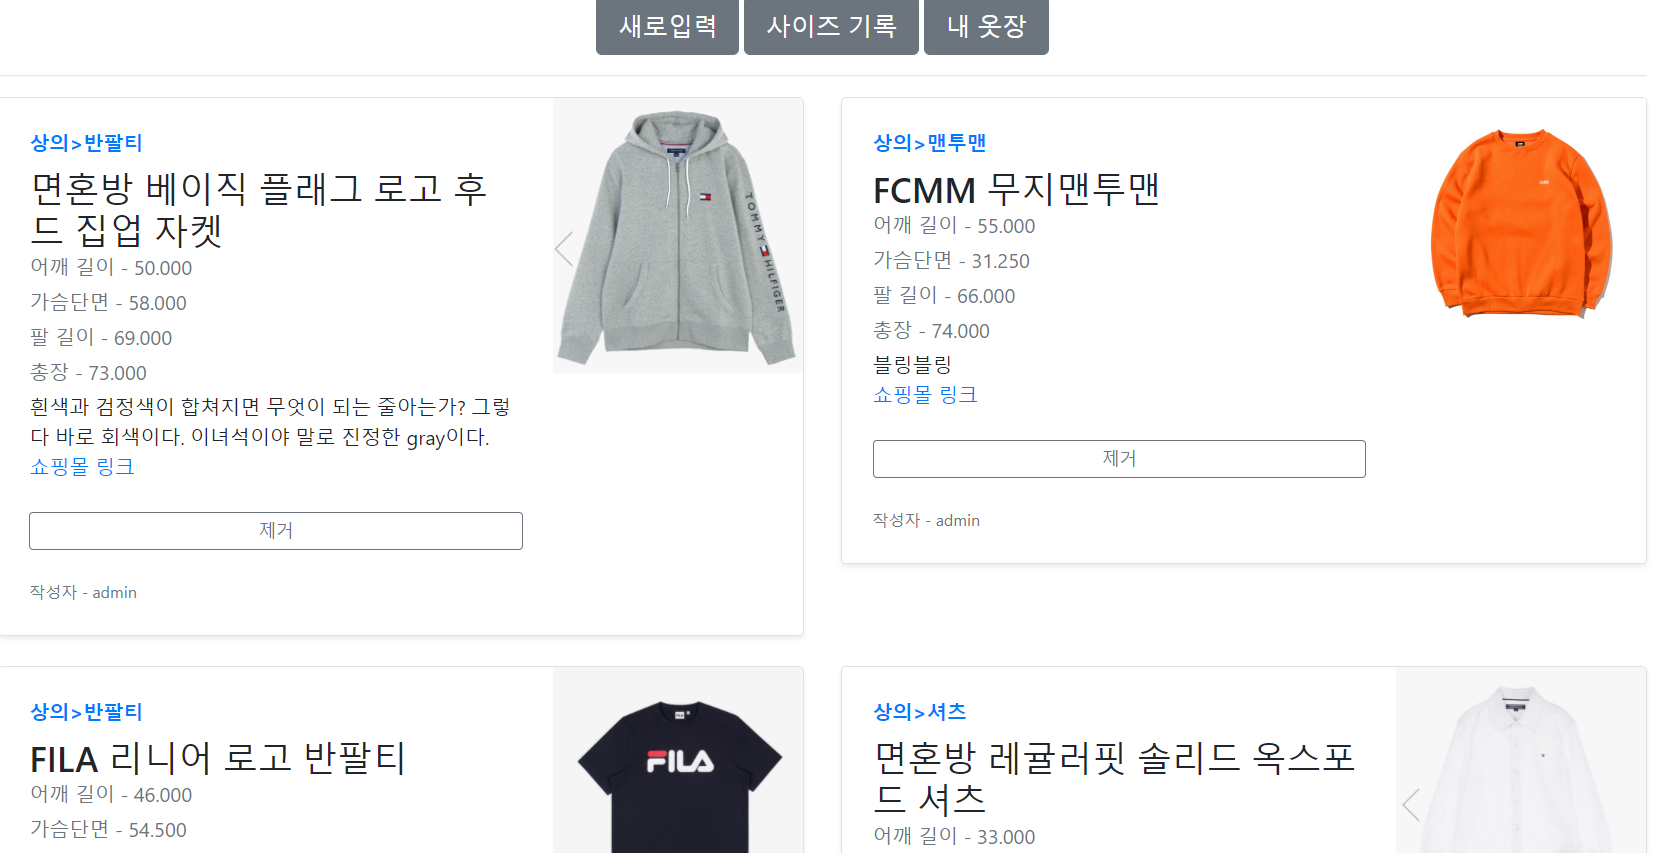 새로입력
사이즈 기록
내 옷장
상의>반팔티
면혼방 베이직 플래그 로고 후
드 집업 자켓
어깨 길이 - 50.000
가슴단면 - 58.000
팔 길이 - 69.000
총장 - 73.000
흰색과 검정색이 합쳐지면 무엇이 되는 줄아는가? 그렇
다 바로 회색이다. 이녀석이야 말로 진정한 gray이다.
쇼핑몰 링크
제거
작성자 - admin
TOMMY HILFIGER
상의>맨투맨
FCMM 무지맨투맨
어깨 길이 - 55.000
가슴단면 - 31.250
팔 길이 - 66.000
총장 - 74.000
블링블링
쇼핑몰 링크
제거
작성자 - admin
상의>반팔티
FILA 리니어 로고 반팔티
어깨 길이 - 46.000
가슴단면 - 54.500
FILA
상의>셔츠
면혼방 레귤러핏 솔리드 옥스포
드 셔츠
어깨 길이 - 33.000